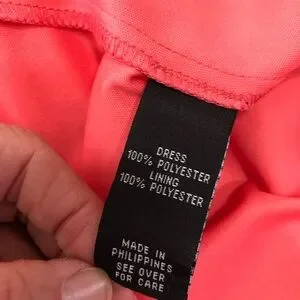 DRESS
100% POLYESTER
LINING
100% POLYESTER
MADE IN
PHILIPPINES
SEE OVER
FOR CARE